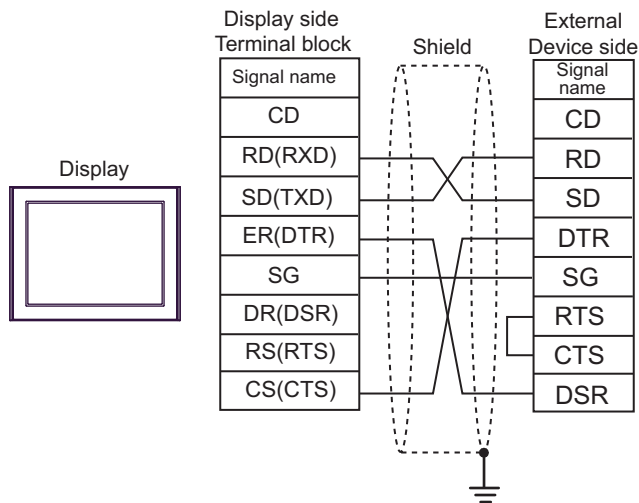 Display side
Terminal block
Shield
External
Device side
Signal name
CD
RD(RXD)
SD(TXD)
ER(DTR)
SG
DR(DSR)
RS(RTS)
CS(CTS)
Signal
name
CD
RD
SD
DTR
SG
RTS
CTS
DSR
Display